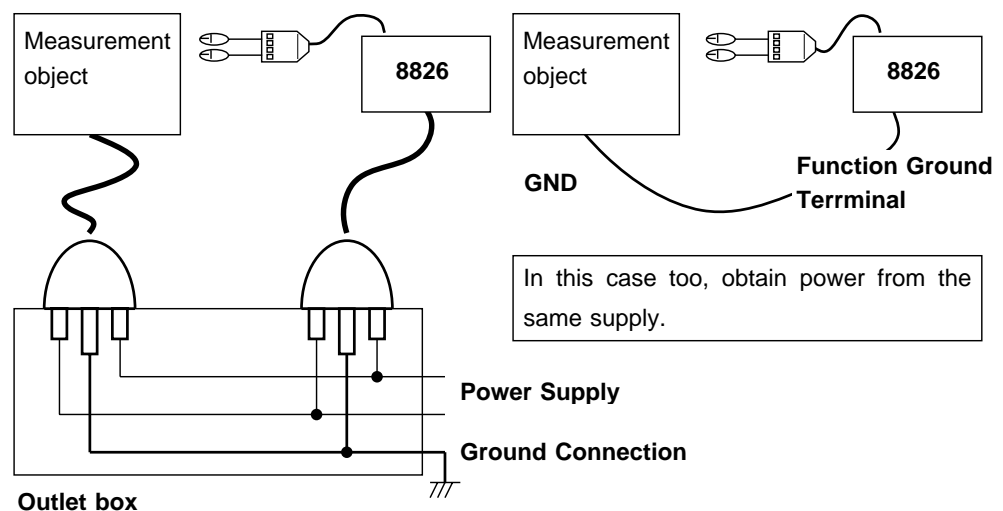 Measurement
object
8826
Measurement
object
8826
GND
Function Ground
Terrminal
In this case too, obtain power from the
same supply.
Power Supply
Ground Connection
Outlet box